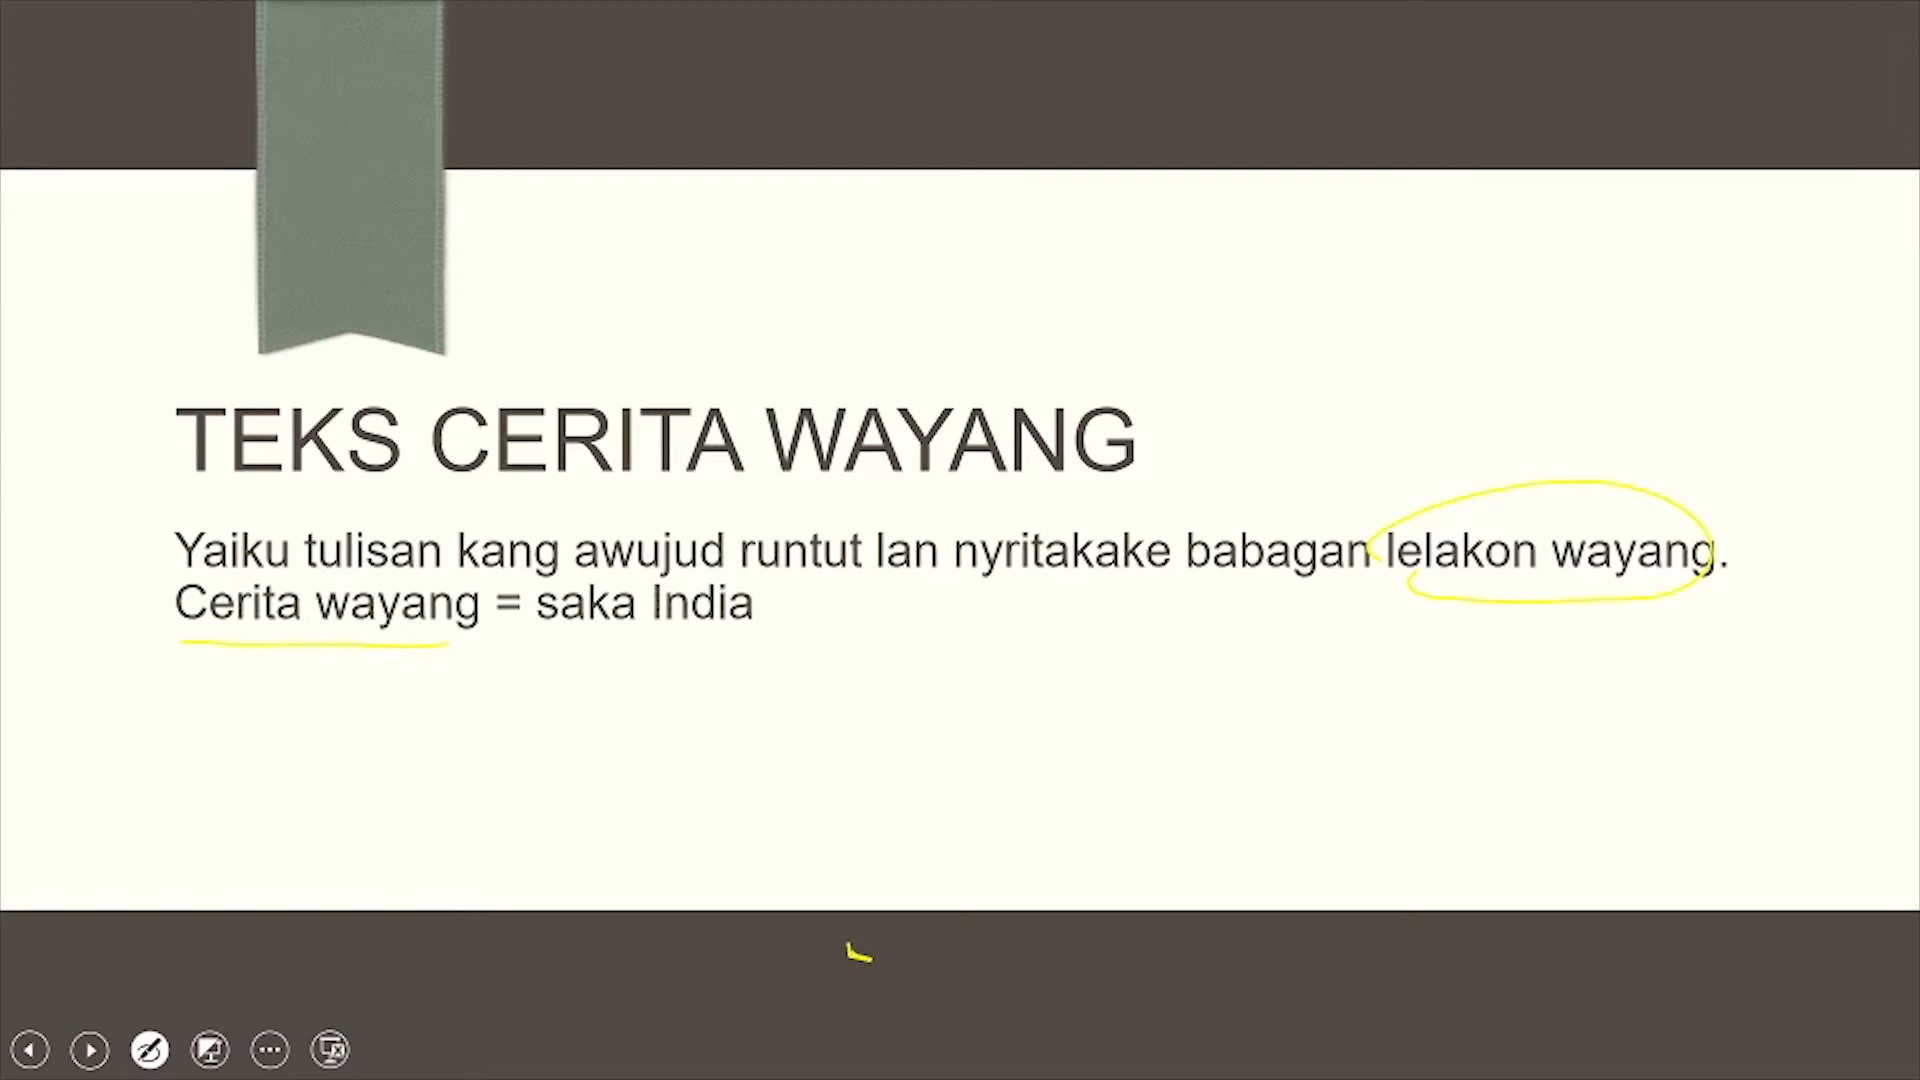 TEKS CERITA WAYANG
Yaiku tulisan kang awujud runtut lan nyritakake babagan lelakon wayang.
Cerita wayang = saka India